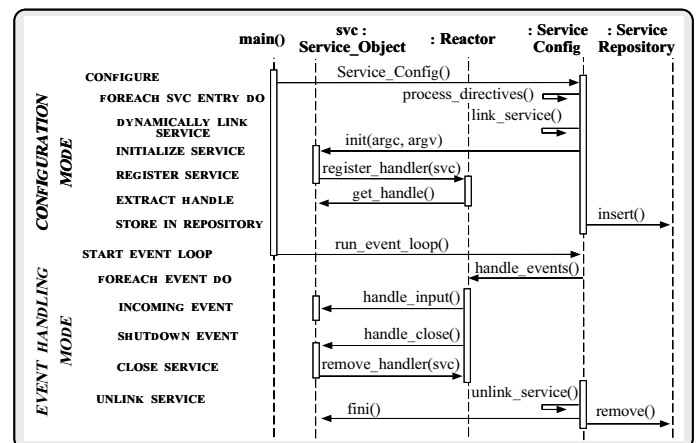 main()
svc :
Service_Object
: Reactor
: Service
Config
: Service
Repository
CONFIGURATION
MODE
CONFIGURE
Service_Config()
FOREACH SVC ENTRY DO
process_directives()
DYNAMICALLY LINK
SERVICE
link_service()
INITIALIZE SERVICE
init(argc, argv)
REGISTER SERVICE
register_handler(svc)
EXTRACT HANDLE
get_handle()
STORE IN REPOSITORY
insert()
EVENT HANDLING
MODE
START EVENT LOOP
run_event_loop()
FOREACH EVENT DO
handle_events()
INCOMING EVENT
handle_input()
SHUTDOWN EVENT
handle_close()
CLOSE SERVICE
remove_handler(svc)
UNLINK SERVICE
unlink_service()
fini()
remove()